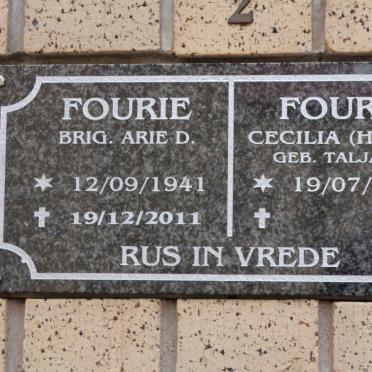 2
FOURIE
BRIG. ARIE D.
12/09/1941
19/12/2011
FOUR
CECILIA (H
GEB. TALJA
19/07/
RUS IN VREDE